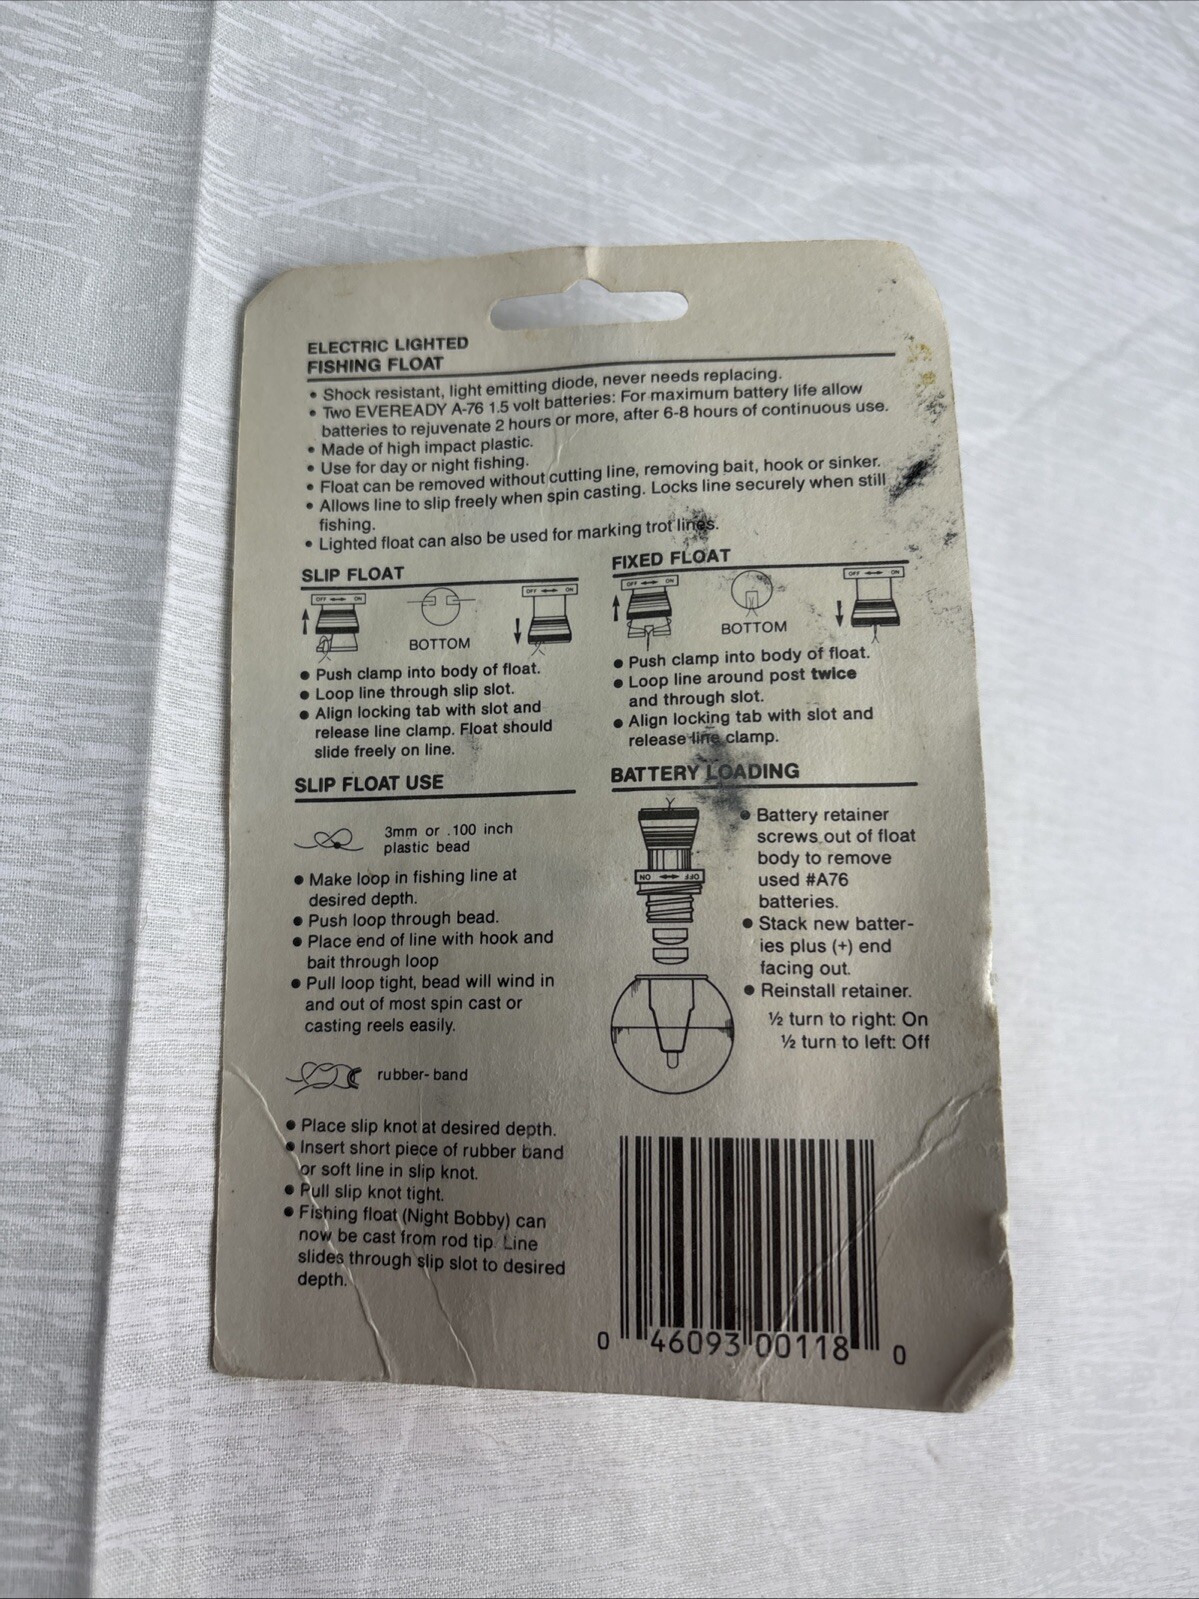 ELECTRIC LIGHTED
FISHING FLOAT
• Shock resistant, light emitting diode, never needs replacing.
• Two EVEREADY A-76 1.5 volt batteries: For maximum battery life allow
batteries to rejuvenate 2 hours or more, after 6-8 hours of continuous use.
• Made of high impact plastic.
• Use for day or night fishing.
• Float can be removed without cutting line, removing bait, hook or sinker.
• Allows line to slip freely when spin casting. Locks line securely when still
fishing.
• Lighted float can also be used for marking trot lines.
SLIP FLOAT
OFF ↔ ON
OFF ↔ ON
BOTTOM
● Push clamp into body of float.
● Loop line through slip slot.
● Align locking tab with slot and
release line clamp. Float should
slide freely on line.
FIXED FLOAT
OFF ↔ ON
OFF ↔ ON
BOTTOM
● Push clamp into body of float.
● Loop line around post twice
and through slot.
● Align locking tab with slot and
release line clamp.
SLIP FLOAT USE
3mm or .100 inch
plastic bead
● Make loop in fishing line at
desired depth.
● Push loop through bead.
● Place end of line with hook and
bait through loop
● Pull loop tight, bead will wind in
and out of most spin cast or
casting reels easily.
rubber-band
● Place slip knot at desired depth.
● Insert short piece of rubber band
or soft line in slip knot.
● Pull slip knot tight.
● Fishing float (Night Bobby) can
now be cast from rod tip. Line
slides through slip slot to desired
depth.
BATTERY LOADING
OFF ↔ ON
● Battery retainer
screws out of float
body to remove
used #A76
batteries.
● Stack new batter-
ies plus (+) end
facing out.
● Reinstall retainer.
½ turn to right: On
½ turn to left: Off
0 46093 00118 0